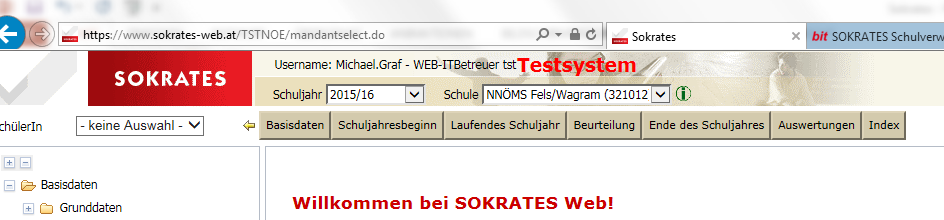 https://www.sokrates-web.at/TSTNOE/mandantselect.do
Sokrates
bit SOKRATES Schulverw
SOKRATES
Username: Michael.Graf - WEB-ITBetreuer tst Testsystem
Schuljahr 2015/16 Schule NNÖMS Fels/Wagram (321012
chülerIn - keine Auswahl - Basisdaten Schuljahresbeginn Laufendes Schuljahr Beurteilung Ende des Schuljahres Auswertungen Index
Basisdaten
Grunddaten
Willkommen bei SOKRATES Web!